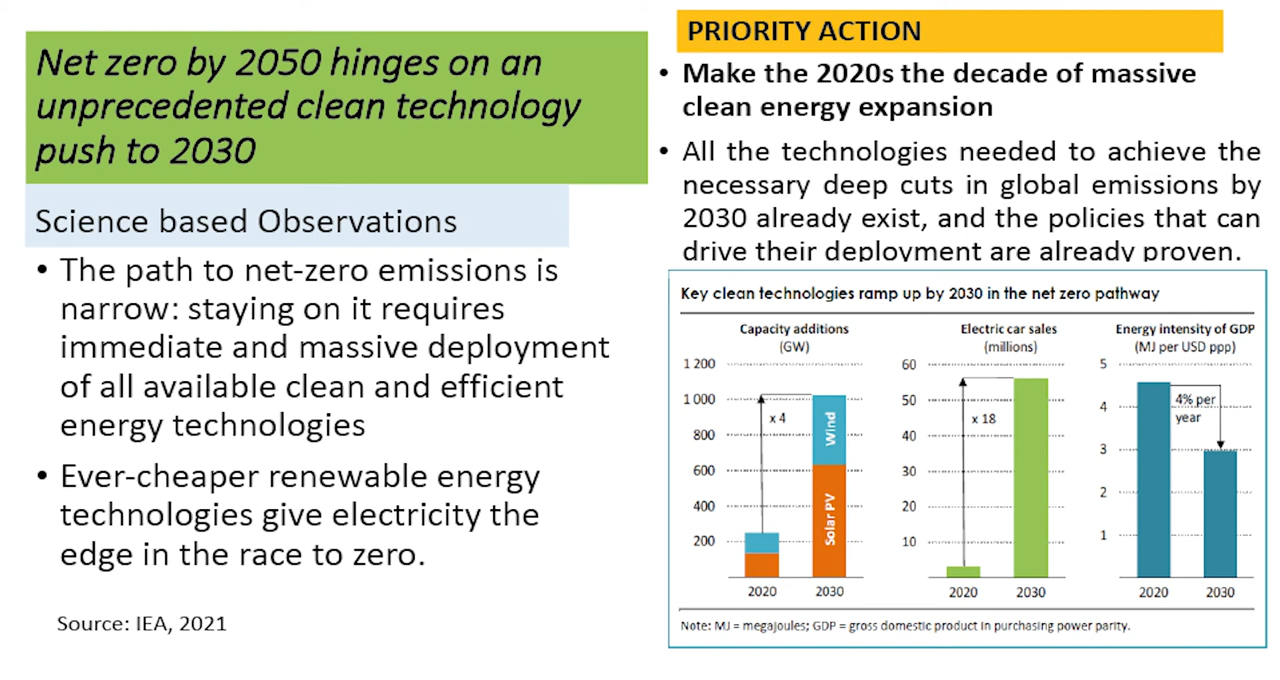 Net zero by 2050 hinges on an
unprecedented clean technology
push to 2030
Science based Observations
• The path to net-zero emissions is
narrow: staying on it requires
immediate and massive deployment
of all available clean and efficient
energy technologies
• Ever-cheaper renewable energy
technologies give electricity the
edge in the race to zero.
Source: IEA, 2021
PRIORITY ACTION
• Make the 2020s the decade of massive
clean energy expansion
• All the technologies needed to achieve the
necessary deep cuts in global emissions by
2030 already exist, and the policies that can
drive their deployment are already proven.
Key clean technologies ramp up by 2030 in the net zero pathway
Capacity additions
(GW)
1 200
1 000
800
600
400
200
x 4
Wind
Solar PV
2020 2030
Electric car sales
(millions)
60
50
40
30
20
10
x 18
2020 2030
Energy intensity of GDP
(MJ per USD ppp)
5
4
3
2
1
4% per
year
2020 2030
Note: MJ = megajoules; GDP = gross domestic product in purchasing power parity.